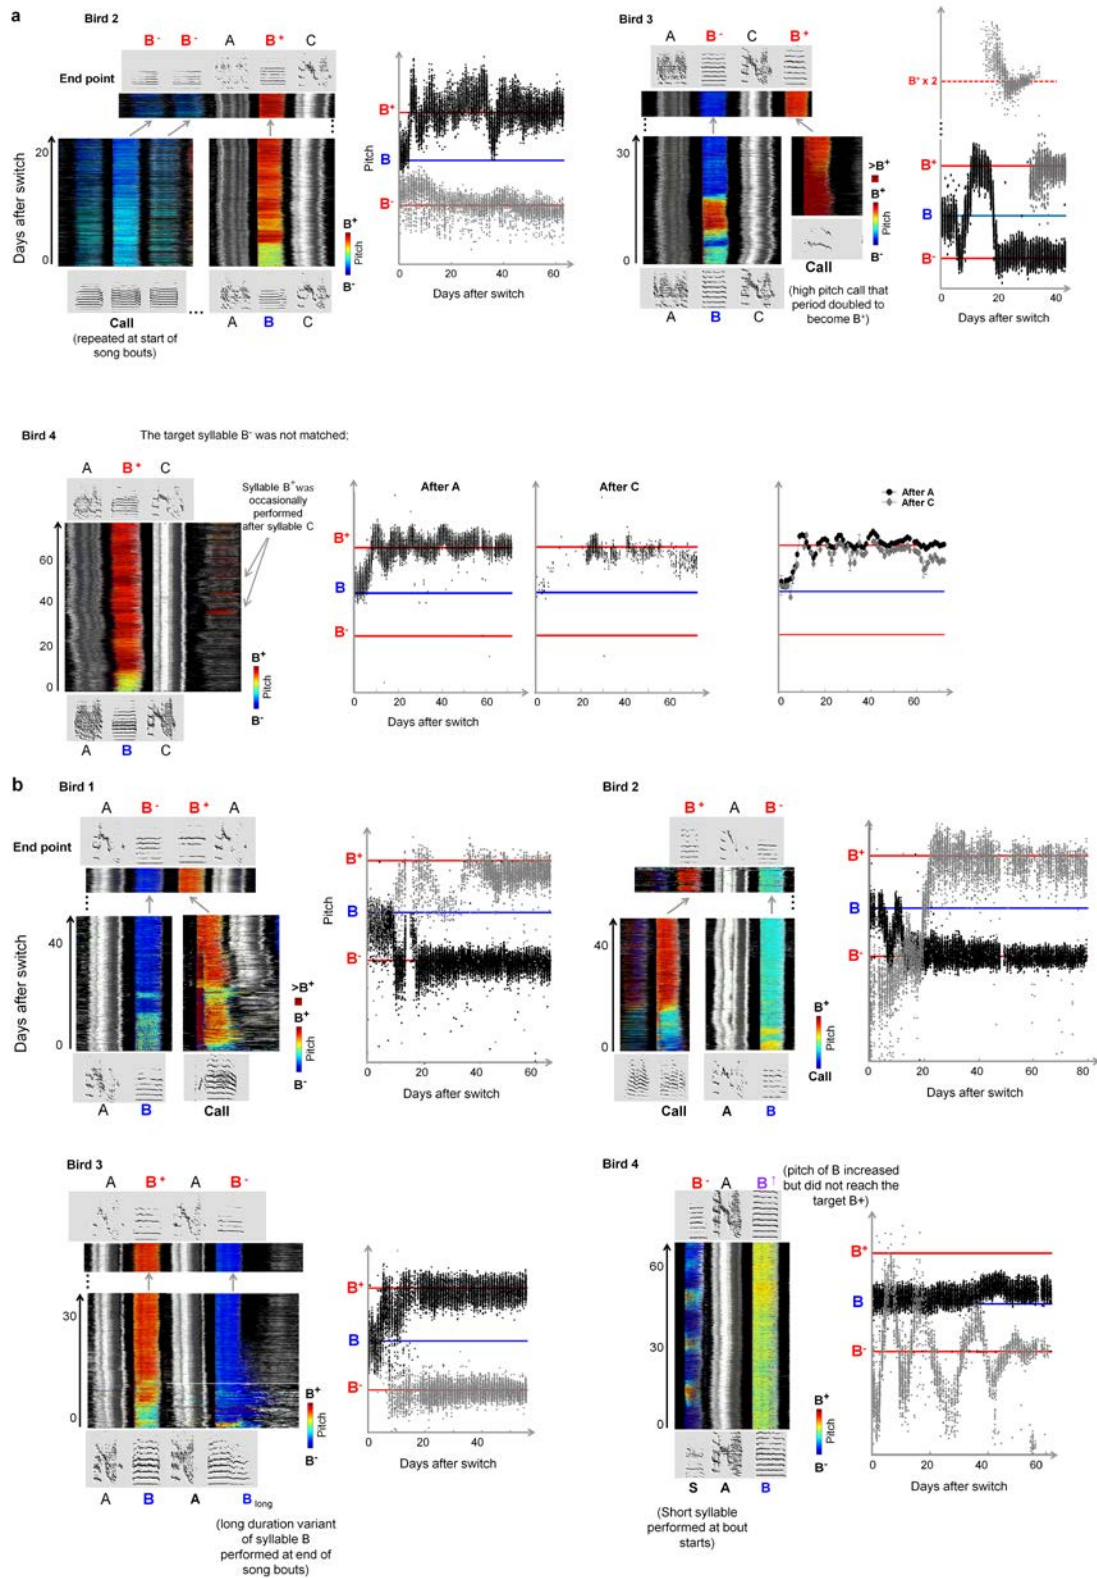 a
Bird 2
B- B- A B+ C
End point
Days after switch
20
0
B+
Pitch
B-
Call
(repeated at start of
song bouts)
...
A B C
Pitch
B+
B
B-
0 20 40 60
Days after switch
Bird 3
A B- C B+
30
0
>B+
B+
Pitch
B-
Call
(high pitch call that
period doubled to
become B+)
A B C
B+ x 2
B+
B
B-
0 20 40
Days after switch
Bird 4
The target syllable B- was not matched;
A B+ C
Syllable B+ was
occasionally
performed
after syllable C
60
40
20
0
B+
Pitch
B-
A B C
After A
B+
B
B-
0 20 40 60
Days after switch
After C
0 20 40 60
After A
After C
0 20 40 60
b
Bird 1
A B- B+ A
End point
Days after switch
40
0
>B+
B+
Pitch
B-
A B Call
Pitch
B+
B
B-
0 20 40 60
Days after switch
Bird 2
B+ A B-
40
0
B+
Pitch
Call
Call A B
B+
B
B-
0 10 20 30 40 50 60 70 80
Days after switch
Bird 3
A B+ A B-
30
0
B+
Pitch
B-
A B A B long
(long duration variant
of syllable B
performed at end of
song bouts)
B+
B
B-
0 20 40
Days after switch
Bird 4
B- A B↑
(pitch of B increased
but did not reach the
target B+)
60
30
0
B+
Pitch
B-
S A B
(Short syllable
performed at bout
starts)
B+
B
B-
0 20 40 60
Days after switch